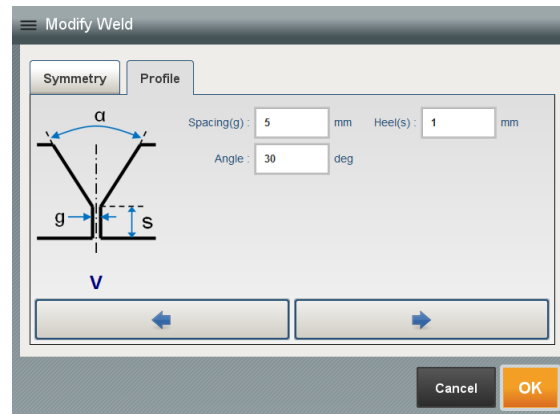 Modify Weld
Symmetry Profile
α Spacing(g) : 5 mm Heel(s) : 1 mm
Angle : 30 deg
g s
V
Cancel OK